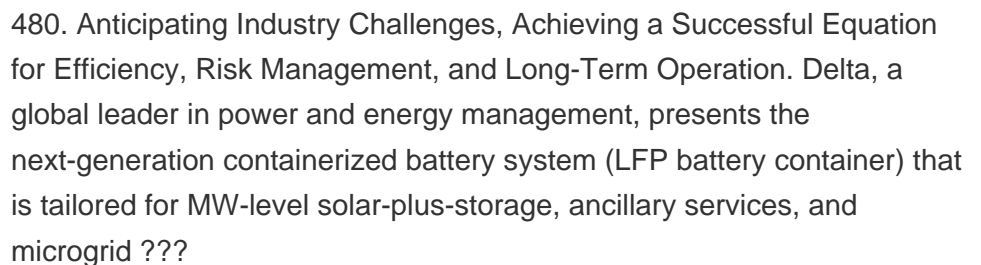 480. Anticipating Industry Challenges, Achieving a Successful Equation
for Efficiency, Risk Management, and Long-Term Operation. Delta, a
global leader in power and energy management, presents the
next-generation containerized battery system (LFP battery container) that
is tailored for MW-level solar-plus-storage, ancillary services, and
microgrid ???